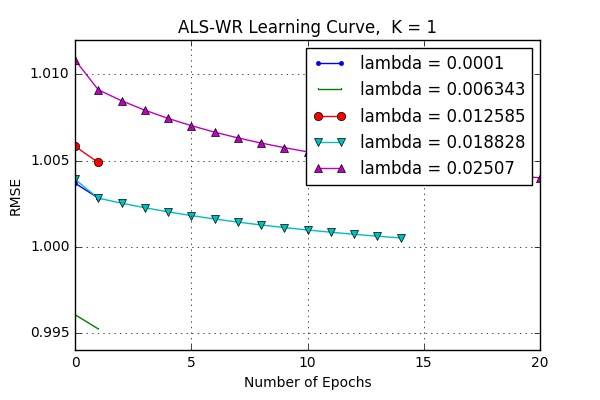 ALS-WR Learning Curve,  K = 1
lambda = 0.0001
lambda = 0.006343
lambda = 0.012585
lambda = 0.018828
lambda = 0.02507
1.010
1.005
1.000
0.995
RMSE
0 5 10 15 20
Number of Epochs